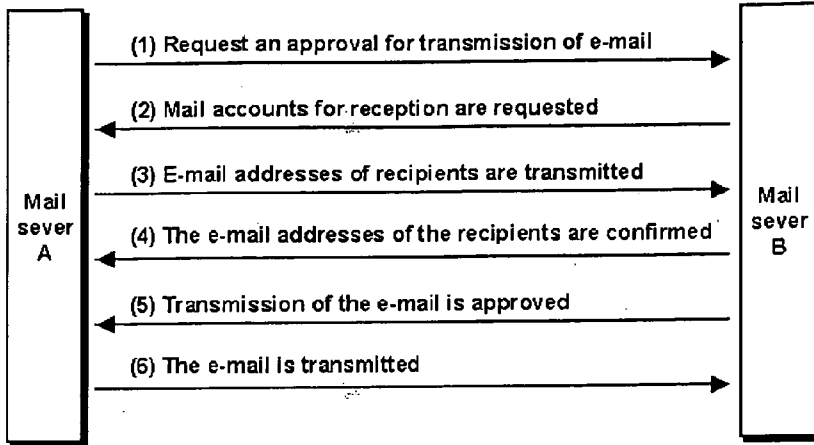 (1) Request an approval for transmission of e-mail
(2) Mail accounts for reception are requested
(3) E-mail addresses of recipients are transmitted
Mail
sever
A
Mail
sever
B
(4) The e-mail addresses of the recipients are confirmed
(5) Transmission of the e-mail is approved
(6) The e-mail is transmitted